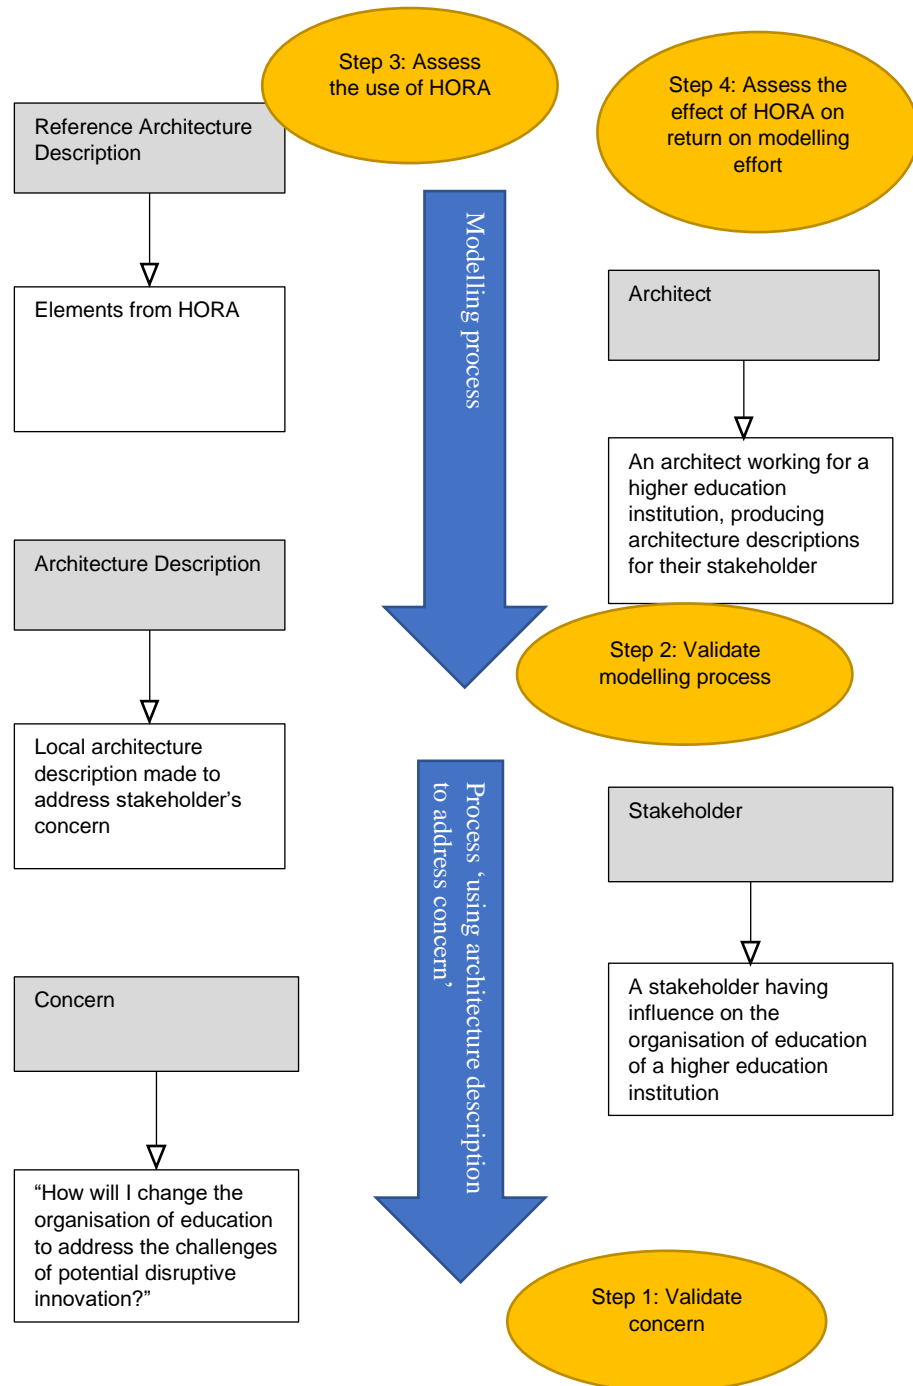 Step 3: Assess
the use of HORA
Step 4: Assess the
effect of HORA on
return on modelling
effort
Reference Architecture
Description
Elements from HORA
Modelling process
Architect
An architect working for a
higher education
institution, producing
architecture descriptions
for their stakeholder
Architecture Description
Step 2: Validate
modelling process
Local architecture
description made to
address stakeholder’s
concern
Process ‘using architecture description
to address concern’
Stakeholder
A stakeholder having
influence on the
organisation of education
of a higher education
institution
Concern
“How will I change the
organisation of education
to address the challenges
of potential disruptive
innovation?”
Step 1: Validate
concern